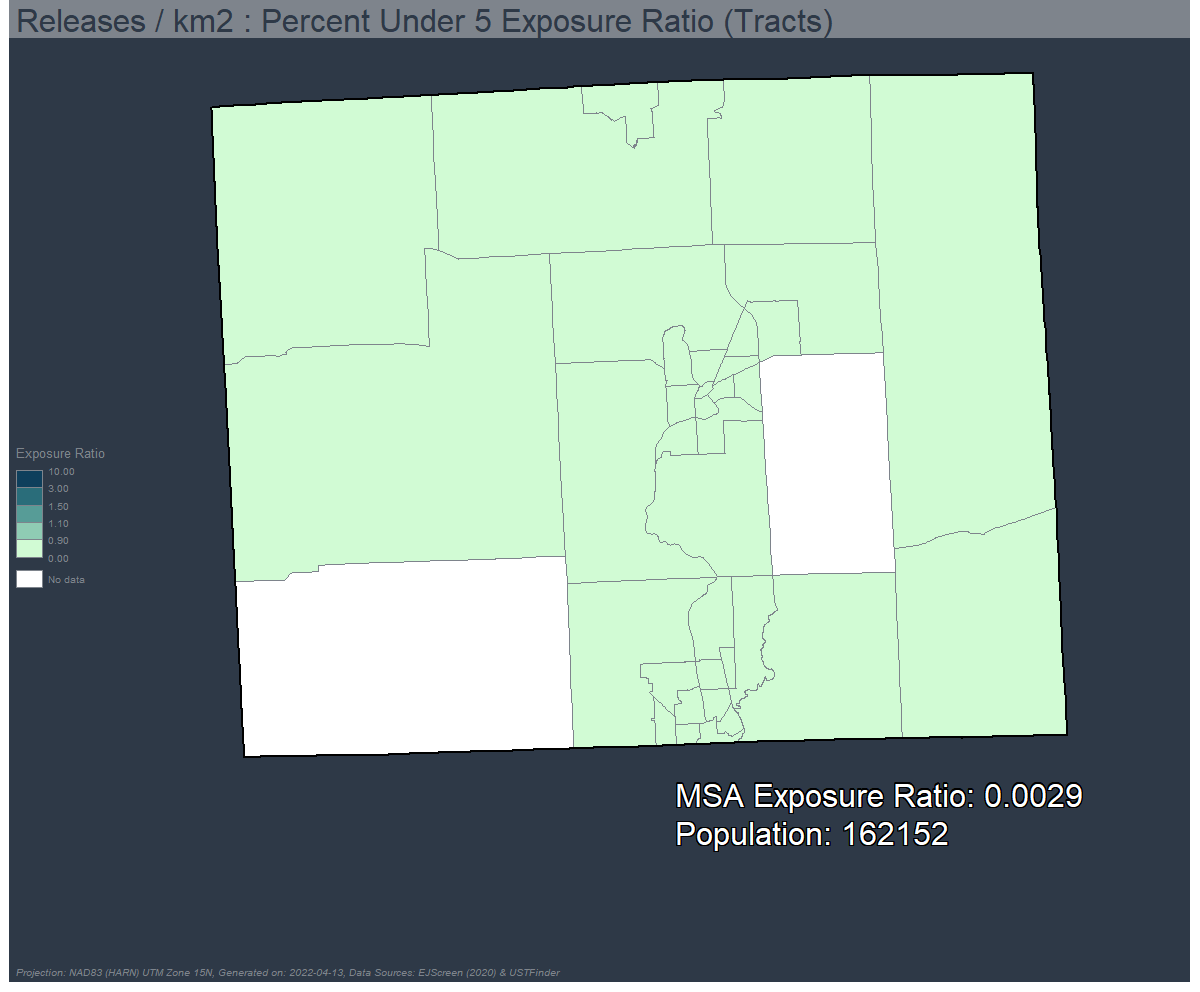 Releases / km2 : Percent Under 5 Exposure Ratio (Tracts)
Exposure Ratio
10.00
3.00
1.50
1.10
0.90
0.00
No data
MSA Exposure Ratio: 0.0029
Population: 162152
Projection: NAD83 (HARN) UTM Zone 15N, Generated on: 2022-04-13, Data Sources: EJScreen (2020) & USTFinder